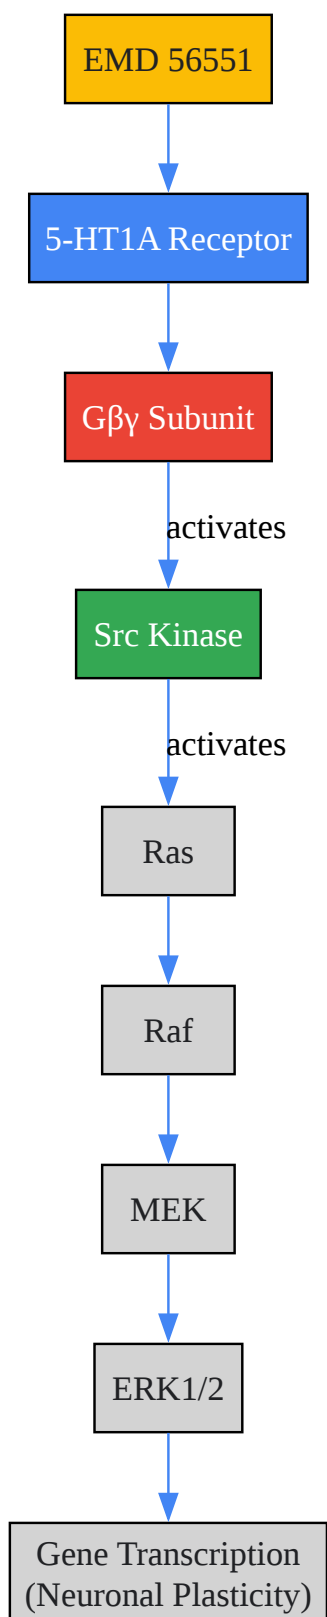 EMD 56551
5-HT1A Receptor
Gβγ Subunit
activates
Src Kinase
activates
Ras
Raf
MEK
ERK1/2
Gene Transcription
(Neuronal Plasticity)